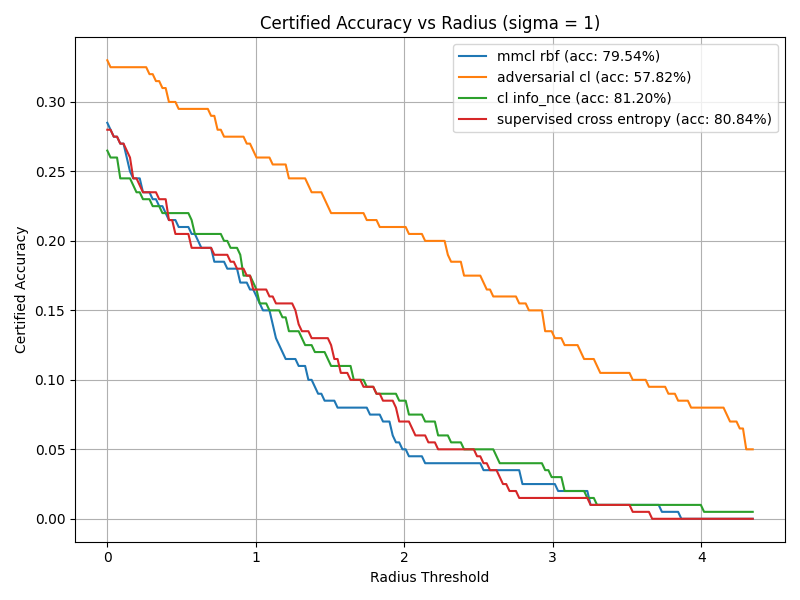 Certified Accuracy vs Radius (sigma = 1)
mmcl rbf (acc: 79.54%)
adversarial cl (acc: 57.82%)
cl info_nce (acc: 81.20%)
supervised cross entropy (acc: 80.84%)
Certified Accuracy
0.30
0.25
0.20
0.15
0.10
0.05
0.00
0 1 2 3 4
Radius Threshold